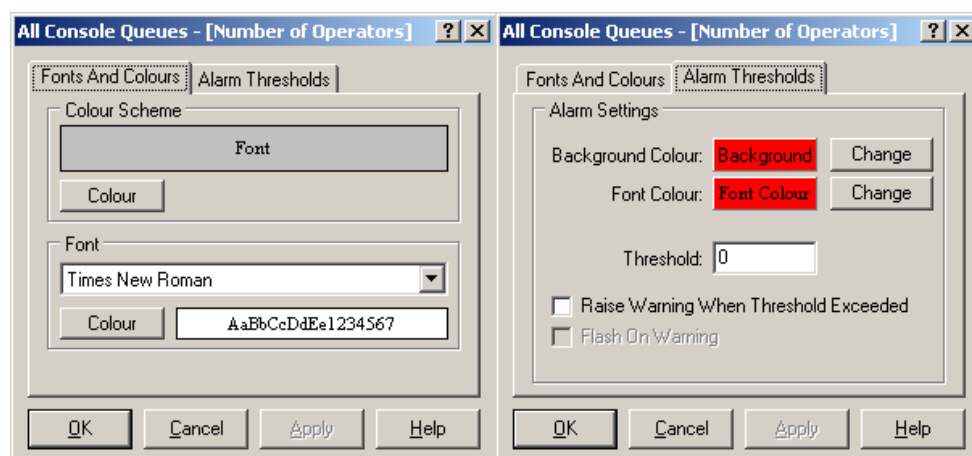 All Console Queues - [Number of Operators] ? X
Fonts And Colours Alarm Thresholds
Colour Scheme
Font
Colour
Font
Times New Roman
Colour AaBbCcDdEe1234567
OK Cancel Apply Help
All Console Queues - [Number of Operators] ? X
Fonts And Colours Alarm Thresholds
Alarm Settings
Background Colour: Background Change
Font Colour: Font Colour Change
Threshold: 0
Raise Warning When Threshold Exceeded
Flash On Warning
OK Cancel Apply Help